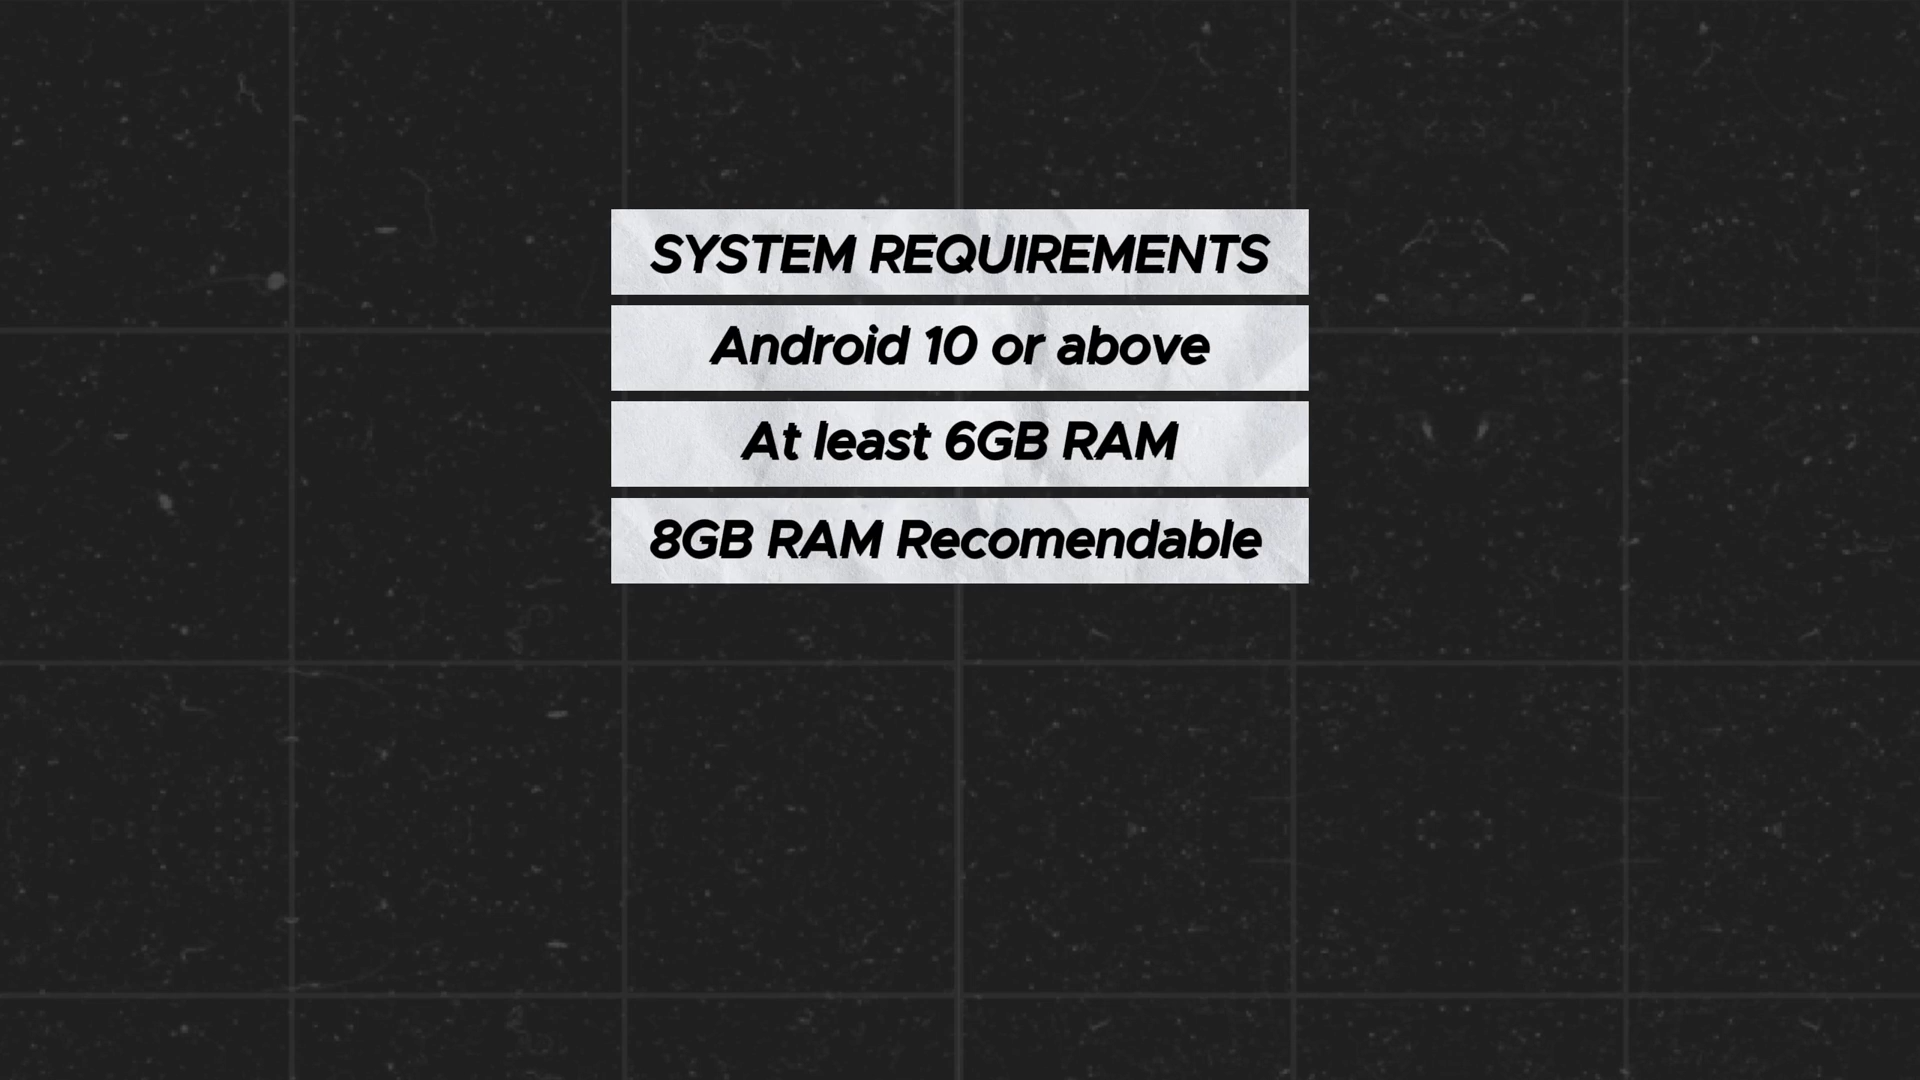 SYSTEM REQUIREMENTS
Android 10 or above
At least 6GB RAM
8GB RAM Recomendable